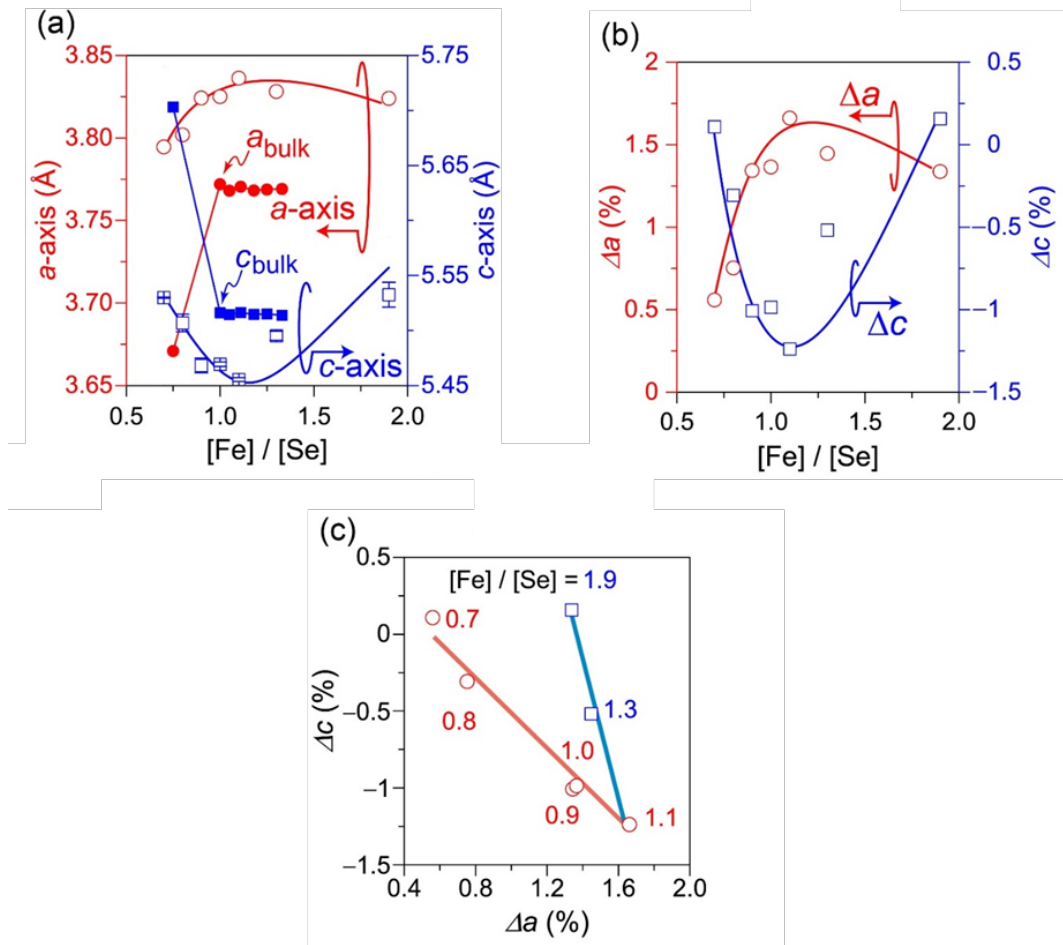 (a)
3.85
3.80
3.75
3.70
3.65
a-axis (Å)
5.75
5.65
5.55
5.45
c-axis (Å)
a bulk
a-axis
c bulk
c-axis
0.5 1.0 1.5 2.0
[Fe] / [Se]
(b)
2
1.5
1
0.5
0
Δa (%)
0.5
0
−0.5
−1
−1.5
Δc (%)
Δa
Δc
0.5 1.0 1.5 2.0
[Fe] / [Se]
(c)
0.5
0
−0.5
−1
−1.5
Δc (%)
[Fe] / [Se] = 1.9
0.7
0.8
1.3
1.0
0.9
1.1
0.4 0.8 1.2 1.6 2.0
Δa (%)